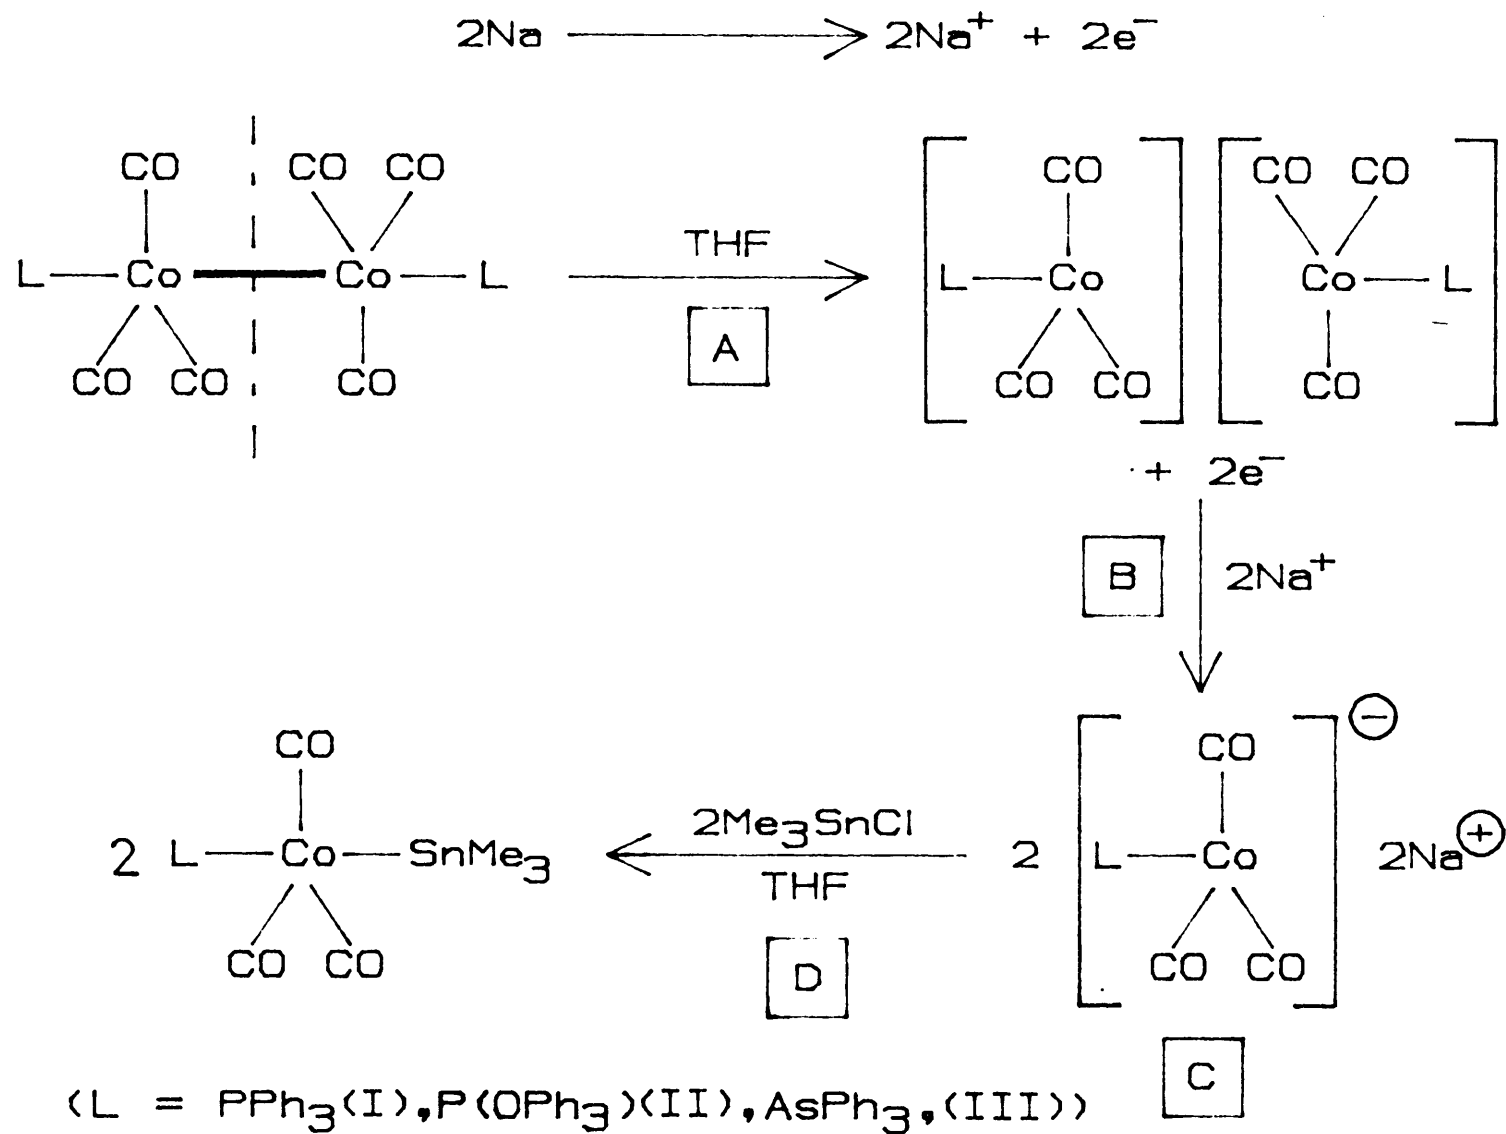 2Na 2Na⁺ + 2e⁻
CO CO CO
L Co Co L
CO CO CO
THF
A
CO CO CO
L Co Co L
CO CO CO
+ 2e⁻
B 2Na⁺
CO
2 L Co SnMe₃
CO CO
2Me₃SnCl
THF
D
⊖
CO
2 L Co 2Na⊕
CO CO
C
(L = PPh₃(I),P(OPh₃)(II),AsPh₃,(III))